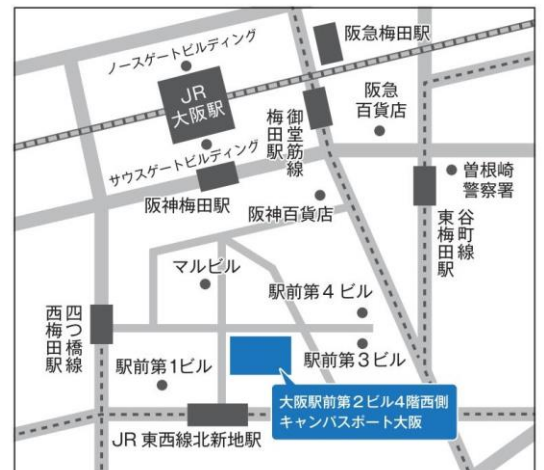 阪急梅田駅
ノースゲートビルディング
JR
大阪駅
御堂筋線
梅田駅
阪急
百貨店
サウスゲートビルディング
曽根崎
警察署
阪神梅田駅
阪神百貨店
谷町線
東梅田駅
マルビル
駅前第4ビル
四つ橋線
西梅田駅
駅前第1ビル
駅前第3ビル
大阪駅前第2ビル4階西側
キャンパスポート大阪
JR東西線北新地駅